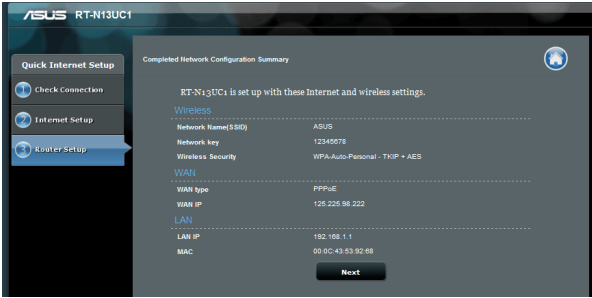 ASUS RT-N13UC1
Quick Internet Setup
1 Check Connection
2 Internet Setup
3 Router Setup
Completed Network Configuration Summary
RT-N13UC1 is set up with these Internet and wireless settings.
Wireless
Network Name(SSID) ASUS
Network key 12345678
Wireless Security WPA-Auto-Personal - TKIP + AES
WAN
WAN type PPPoE
WAN IP 125.225.98.222
LAN
LAN IP 192.168.1.1
MAC 00:0C:43:53:92:68
Next